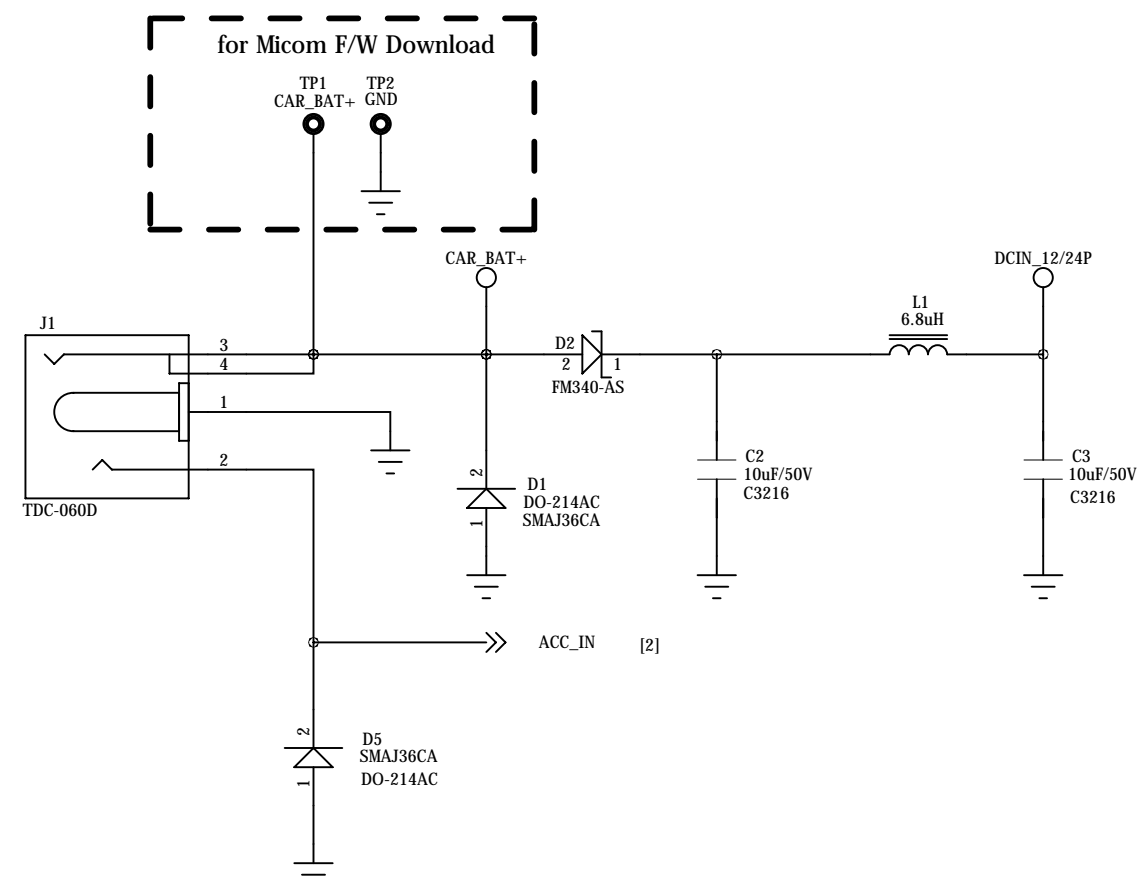 for Micom F/W Download
TP1
CAR_BAT+
TP2
GND
CAR_BAT+
DCIN_12/24P
J1
3
4
1
2
TDC-060D
D2
2
1
FM340-AS
L1
6.8uH
2
1
D1
DO-214AC
SMAJ36CA
C2
10uF/50V
C3216
C3
10uF/50V
C3216
ACC_IN
[2]
2
1
D5
SMAJ36CA
DO-214AC